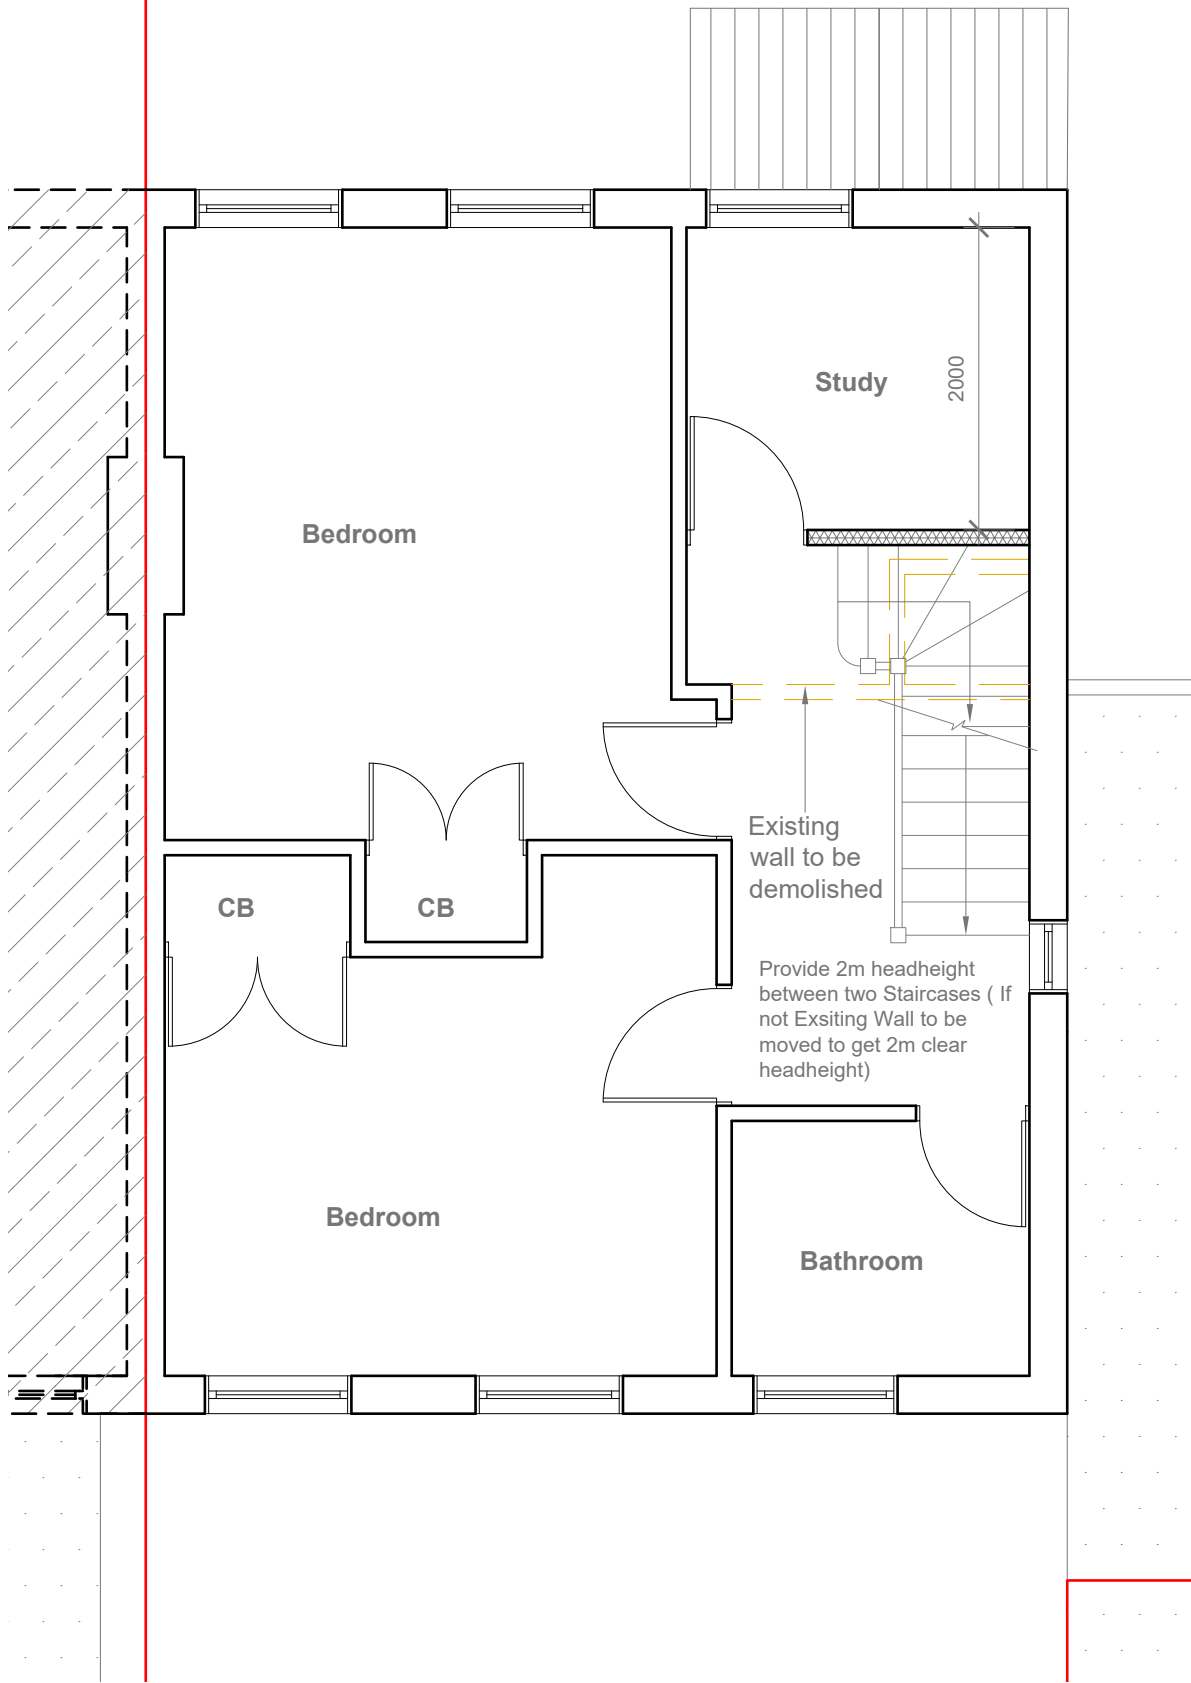 Study
2000
Bedroom
Existing
wall to be
demolished
CB
CB
Provide 2m headheight
between two Staircases ( If
not Exsiting Wall to be
moved to get 2m clear
headheight)
Bedroom
Bathroom